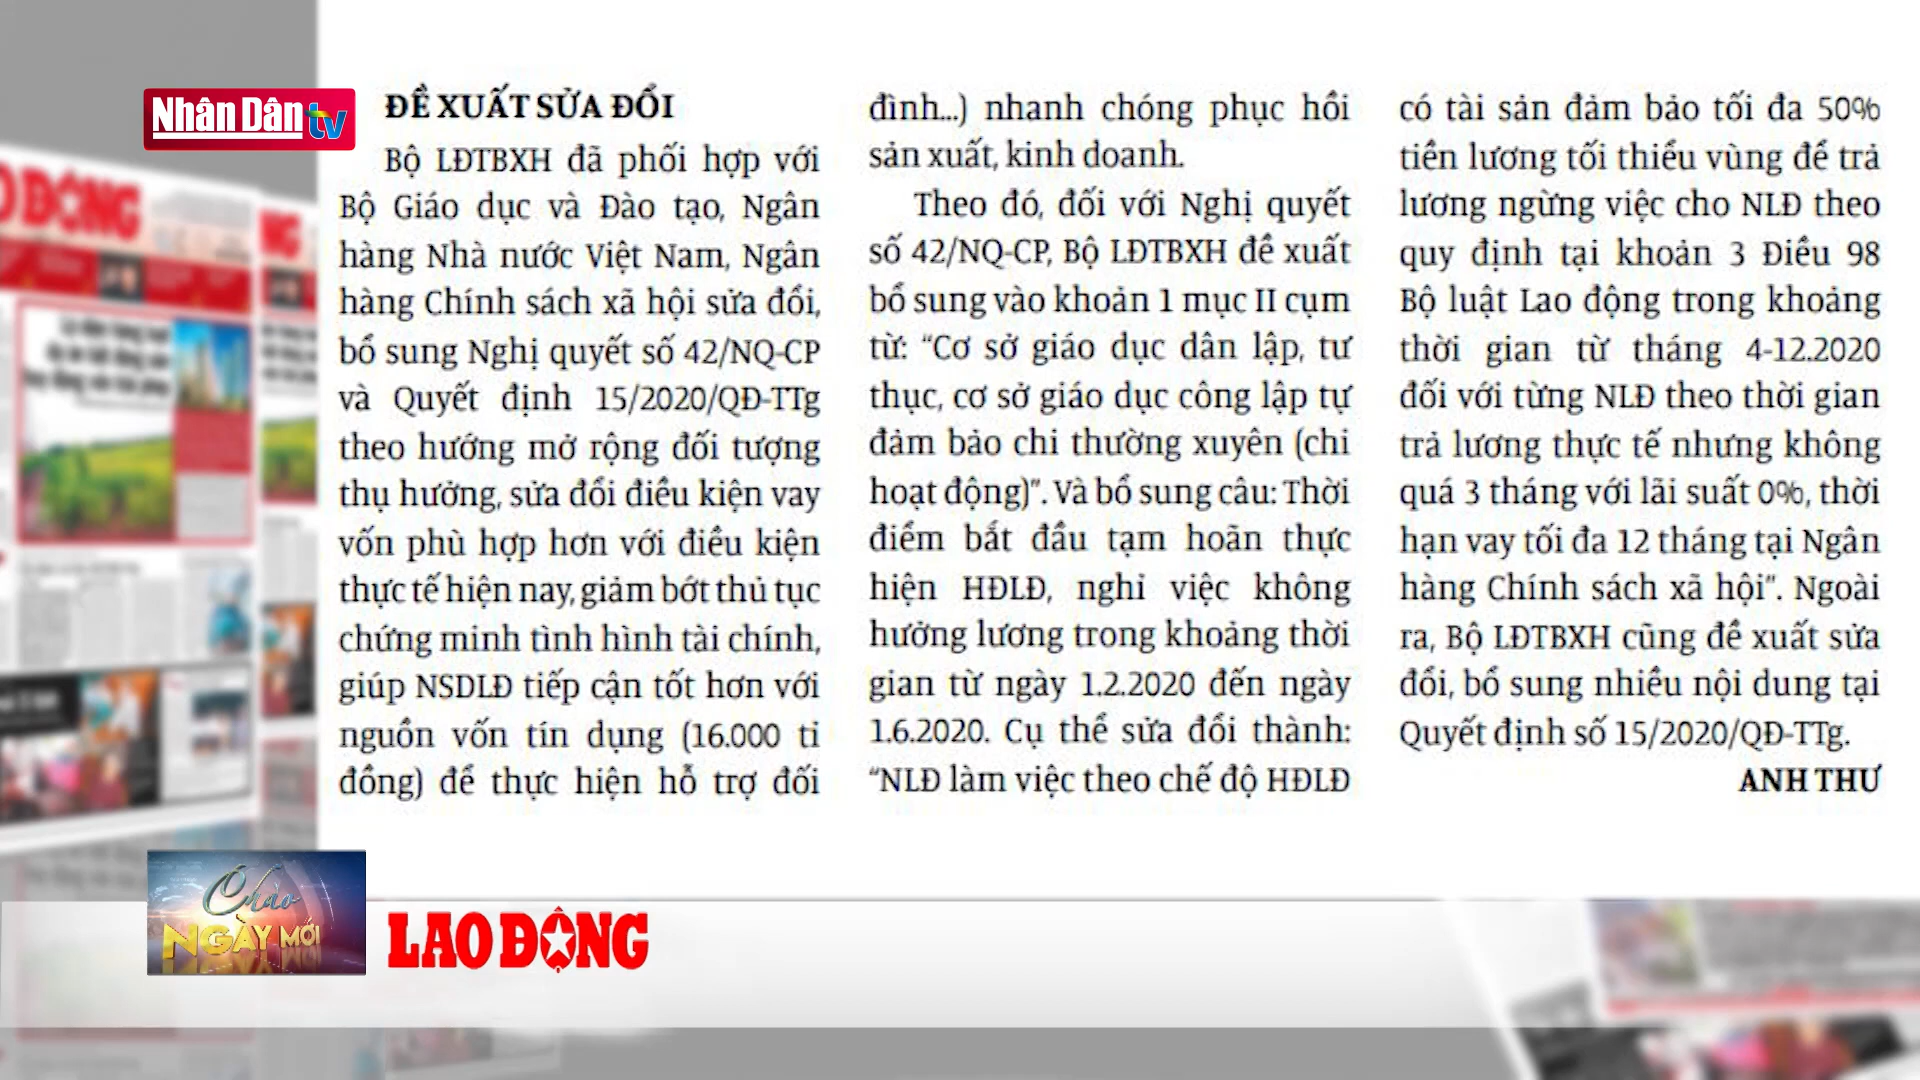 Nhân Dân tv
ĐỀ XUẤT SỬA ĐỔI
Bộ LĐTBXH đã phối hợp với
Bộ Giáo dục và Đào tạo, Ngân
hàng Nhà nước Việt Nam, Ngân
hàng Chính sách xã hội sửa đổi,
bổ sung Nghị quyết số 42/NQ-CP
và Quyết định 15/2020/QĐ-TTg
theo hướng mở rộng đối tượng
thụ hưởng, sửa đổi điều kiện vay
vốn phù hợp hơn với điều kiện
thực tế hiện nay, giảm bớt thủ tục
chứng minh tình hình tài chính,
giúp NSDLĐ tiếp cận tốt hơn với
nguồn vốn tín dụng (16.000 tỉ
đồng) để thực hiện hỗ trợ đối
đình...) nhanh chóng phục hồi
sản xuất, kinh doanh.
Theo đó, đối với Nghị quyết
số 42/NQ-CP, Bộ LĐTBXH đề xuất
bổ sung vào khoản 1 mục II cụm
từ: “Cơ sở giáo dục dân lập, tư
thục, cơ sở giáo dục công lập tự
đảm bảo chi thường xuyên (chi
hoạt động)”. Và bổ sung câu: Thời
điểm bắt đầu tạm hoãn thực
hiện HĐLĐ, nghỉ việc không
hưởng lương trong khoảng thời
gian từ ngày 1.2.2020 đến ngày
1.6.2020. Cụ thể sửa đổi thành:
“NLĐ làm việc theo chế độ HĐLĐ
có tài sản đảm bảo tối đa 50%
tiền lương tối thiểu vùng để trả
lương ngừng việc cho NLĐ theo
quy định tại khoản 3 Điều 98
Bộ luật Lao động trong khoảng
thời gian từ tháng 4-12.2020
đối với từng NLĐ theo thời gian
trả lương thực tế nhưng không
quá 3 tháng với lãi suất 0%, thời
hạn vay tối đa 12 tháng tại Ngân
hàng Chính sách xã hội”. Ngoài
ra, Bộ LĐTBXH cũng đề xuất sửa
đổi, bổ sung nhiều nội dung tại
Quyết định số 15/2020/QĐ-TTg.
ANH THƯ
Chào
NGÀY MỚI
LAO ĐỘNG